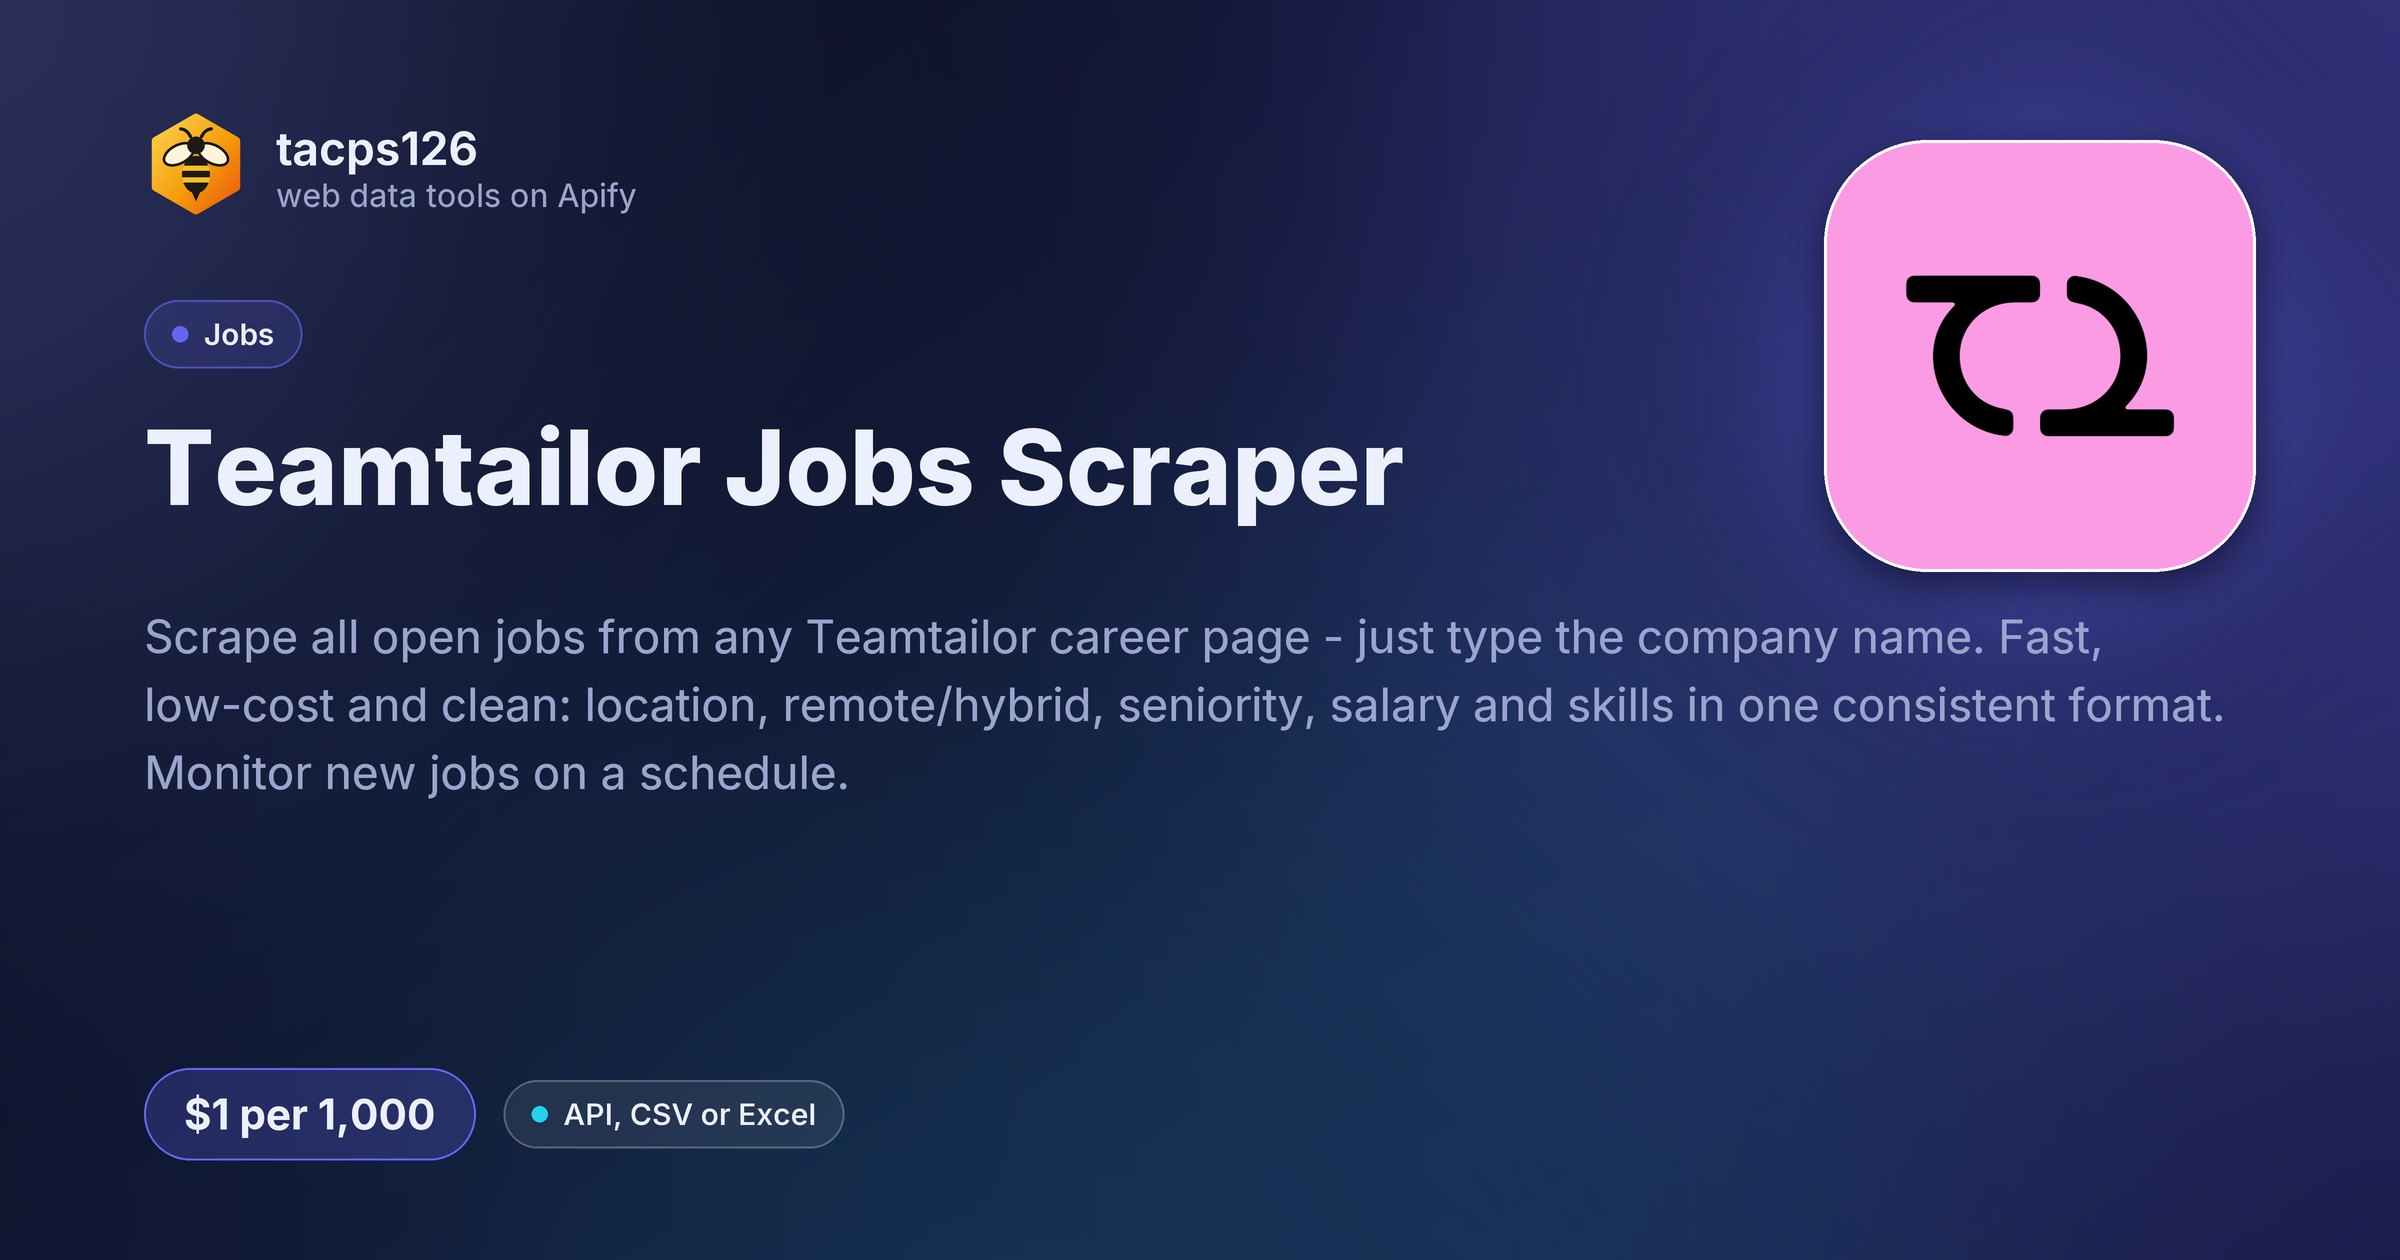 tacps126
web data tools on Apify
Jobs
Teamtailor Jobs Scraper
Scrape all open jobs from any Teamtailor career page - just type the company name. Fast,
low-cost and clean: location, remote/hybrid, seniority, salary and skills in one consistent format.
Monitor new jobs on a schedule.
$1 per 1,000
API, CSV or Excel